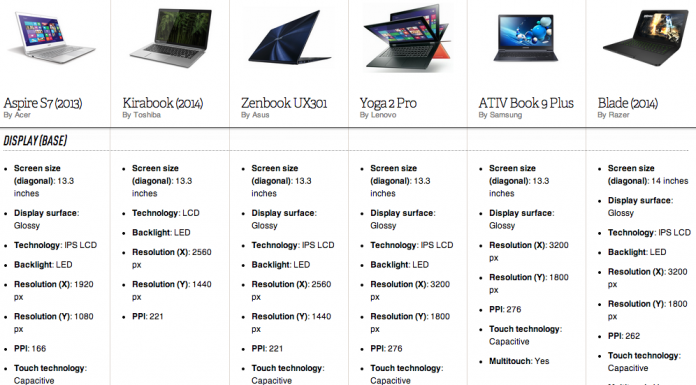 Aspire S7 (2013)
By Acer
Kirabook (2014)
By Toshiba
Zenbook UX301
By Asus
Yoga 2 Pro
By Lenovo
ATIV Book 9 Plus
By Samsung
Blade (2014)
By Razer
DISPLAY (BASE)
• Screen size
(diagonal): 13.3
inches
• Display surface:
Glossy
• Technology: IPS LCD
• Backlight: LED
• Resolution (X): 1920
px
• Resolution (Y): 1080
px
• PPI: 166
• Touch technology:
Capacitive
• Screen size
(diagonal): 13.3
inches
• Technology: LCD
• Backlight: LED
• Resolution (X): 2560
px
• Resolution (Y): 1440
px
• PPI: 221
• Screen size
(diagonal): 13.3
inches
• Display surface:
Glossy
• Technology: IPS LCD
• Backlight: LED
• Resolution (X): 2560
px
• Resolution (Y): 1440
px
• PPI: 221
• Touch technology:
Capacitive
• Screen size
(diagonal): 13.3
inches
• Display surface:
Glossy
• Technology: IPS LCD
• Backlight: LED
• Resolution (X): 3200
px
• Resolution (Y): 1800
px
• PPI: 276
• Touch technology:
Capacitive
• Screen size
(diagonal): 13.3
inches
• Display surface:
Glossy
• Backlight: LED
• Resolution (X): 3200
px
• Resolution (Y): 1800
px
• PPI: 276
• Touch technology:
Capacitive
• Multitouch: Yes
• Screen size
(diagonal): 14 inches
• Display surface:
Glossy
• Technology: IPS LCD
• Backlight: LED
• Resolution (X): 3200
px
• Resolution (Y): 1800
px
• PPI: 262
• Touch technology:
Capacitive